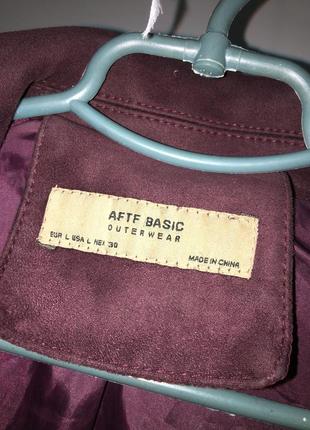 AFTF BASIC
OUTERWEAR
EUR L USA L MEX 30
MADE IN CHINA